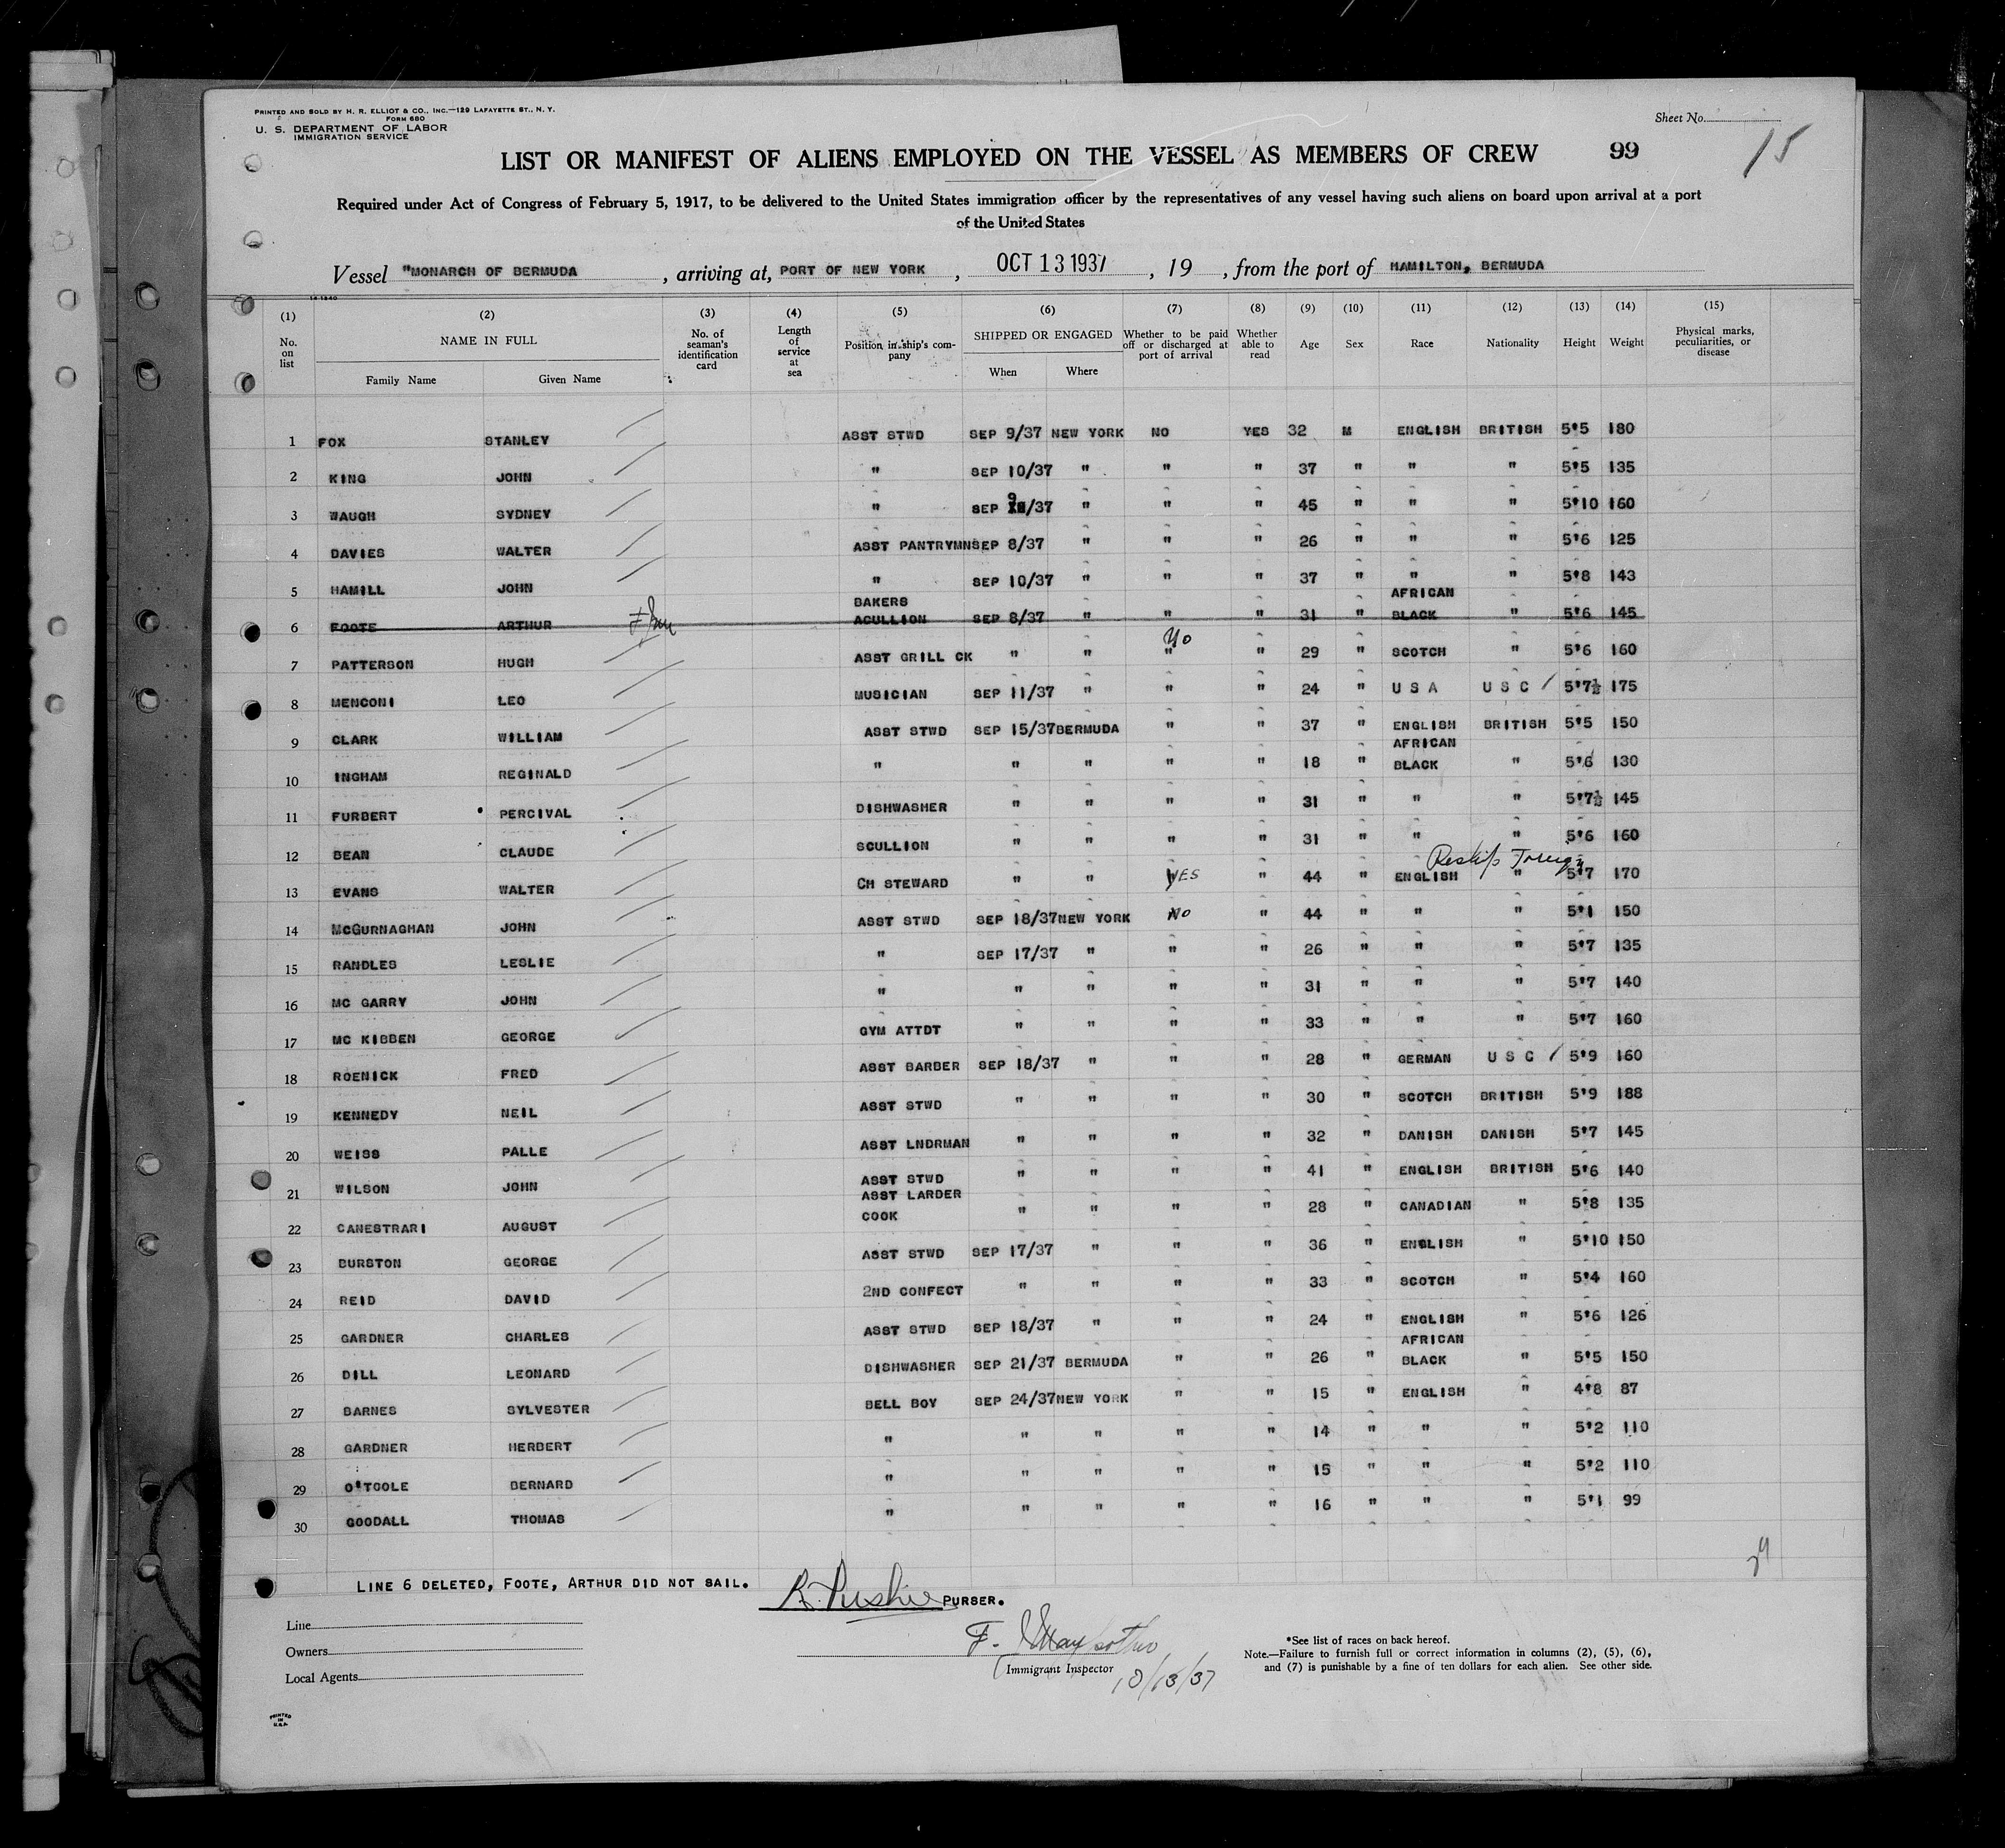 PRINTED AND SOLD BY H. R. ELLIOT & CO., INC.—129 LAFAYETTE ST., N. Y.
FORM 680
U. S. DEPARTMENT OF LABOR
IMMIGRATION SERVICE
Sheet No.
15
LIST OR MANIFEST OF ALIENS EMPLOYED ON THE VESSEL AS MEMBERS OF CREW 99
Required under Act of Congress of February 5, 1917, to be delivered to the United States immigration officer by the representatives of any vessel having such aliens on board upon arrival at a port
of the United States
Vessel "MONARCH OF BERMUDA , arriving at, PORT OF NEW YORK , OCT 13 1937 , 19 , from the port of HAMILTON, BERMUDA
14-1240
(1) (2) (3) (4) (5) (6) (7) (8) (9) (10) (11) (12) (13) (14) (15)
No. on list NAME IN FULL Family Name Given Name No. of seaman's identification card Length of service at sea Position in ship's company SHIPPED OR ENGAGED When Where Whether to be paid off or discharged at port of arrival Whether able to read Age Sex Race Nationality Height Weight Physical marks, peculiarities, or disease
1 FOX STANLEY ASST STWD SEP 9/37 NEW YORK NO YES 32 M ENGLISH BRITISH 5'5 180
2 KING JOHN " SEP 10/37 " " " 37 " " " 5'5 135
3 WAUGH SYDNEY " SEP 9/37 " " " 45 " " " 5'10 160
4 DAVIES WALTER ASST PANTRYMN SEP 8/37 " " " 26 " " " 5'6 125
5 HAMILL JOHN " SEP 10/37 " " " 37 " " " 5'8 143
6 FOOTE ARTHUR BAKERS ACULLION SEP 8/37 " " " 31 " AFRICAN BLACK " 5'6 145
7 PATTERSON HUGH ASST GRILL CK " " No " " 29 " SCOTCH " 5'6 160
8 MENCONI LEO MUSICIAN SEP 11/37 " " " 24 " U S A U S C 5'7½ 175
9 CLARK WILLIAM ASST STWD SEP 15/37 BERMUDA " " 37 " ENGLISH BRITISH 5'5 150
10 INGHAM REGINALD " " " " " 18 " AFRICAN BLACK " 5'6 130
11 FURBERT PERCIVAL DISHWASHER " " " " 31 " " " 5'7½ 145
12 BEAN CLAUDE SCULLION " " " " 31 " " " 5'6 160
Reship Foreign
13 EVANS WALTER CH STEWARD " " YES " 44 " ENGLISH " 5'7 170
14 MCGURNAGHAN JOHN ASST STWD SEP 18/37 NEW YORK NO " 44 " " " 5'1 150
15 RANDLES LESLIE " SEP 17/37 " " " 26 " " " 5'7 135
16 MC GARRY JOHN " " " " " 31 " " " 5'7 140
17 MC KIBBEN GEORGE GYM ATTDT " " " " 33 " " " 5'7 160
18 ROENICK FRED ASST BARBER SEP 18/37 " " " 28 " GERMAN U S C 5'9 160
19 KENNEDY NEIL ASST STWD " " " " 30 " SCOTCH BRITISH 5'9 188
20 WEISS PALLE ASST LNDRMAN " " " " 32 " DANISH DANISH 5'7 145
21 WILSON JOHN ASST STWD " " " " 41 " ENGLISH BRITISH 5'6 140
22 CANESTRARI AUGUST ASST LARDER COOK " " " " 28 " CANADIAN " 5'8 135
23 BURSTON GEORGE ASST STWD SEP 17/37 " " " 36 " ENGLISH " 5'10 150
24 REID DAVID 2ND CONFECT " " " " 33 " SCOTCH " 5'4 160
25 GARDNER CHARLES ASST STWD SEP 18/37 " " " 24 " ENGLISH " 5'6 126
26 DILL LEONARD DISHWASHER SEP 21/37 BERMUDA " " 26 " AFRICAN BLACK " 5'5 150
27 BARNES SYLVESTER BELL BOY SEP 24/37 NEW YORK " " 15 " ENGLISH " 4'8 87
28 GARDNER HERBERT " " " " " 14 " " " 5'2 110
29 O'TOOLE BERNARD " " " " " 15 " " " 5'2 110
30 GOODALL THOMAS " " " " " 16 " " " 5'1 99
29
LINE 6 DELETED, FOOTE, ARTHUR DID NOT SAIL.
PURSER.
Line
Owners
Local Agents
F.
Immigrant Inspector
10/13/37
*See list of races on back hereof.
Note.—Failure to furnish full or correct information in columns (2), (5), (6),
and (7) is punishable by a fine of ten dollars for each alien. See other side.
PRINTED
IN
U.S.A.